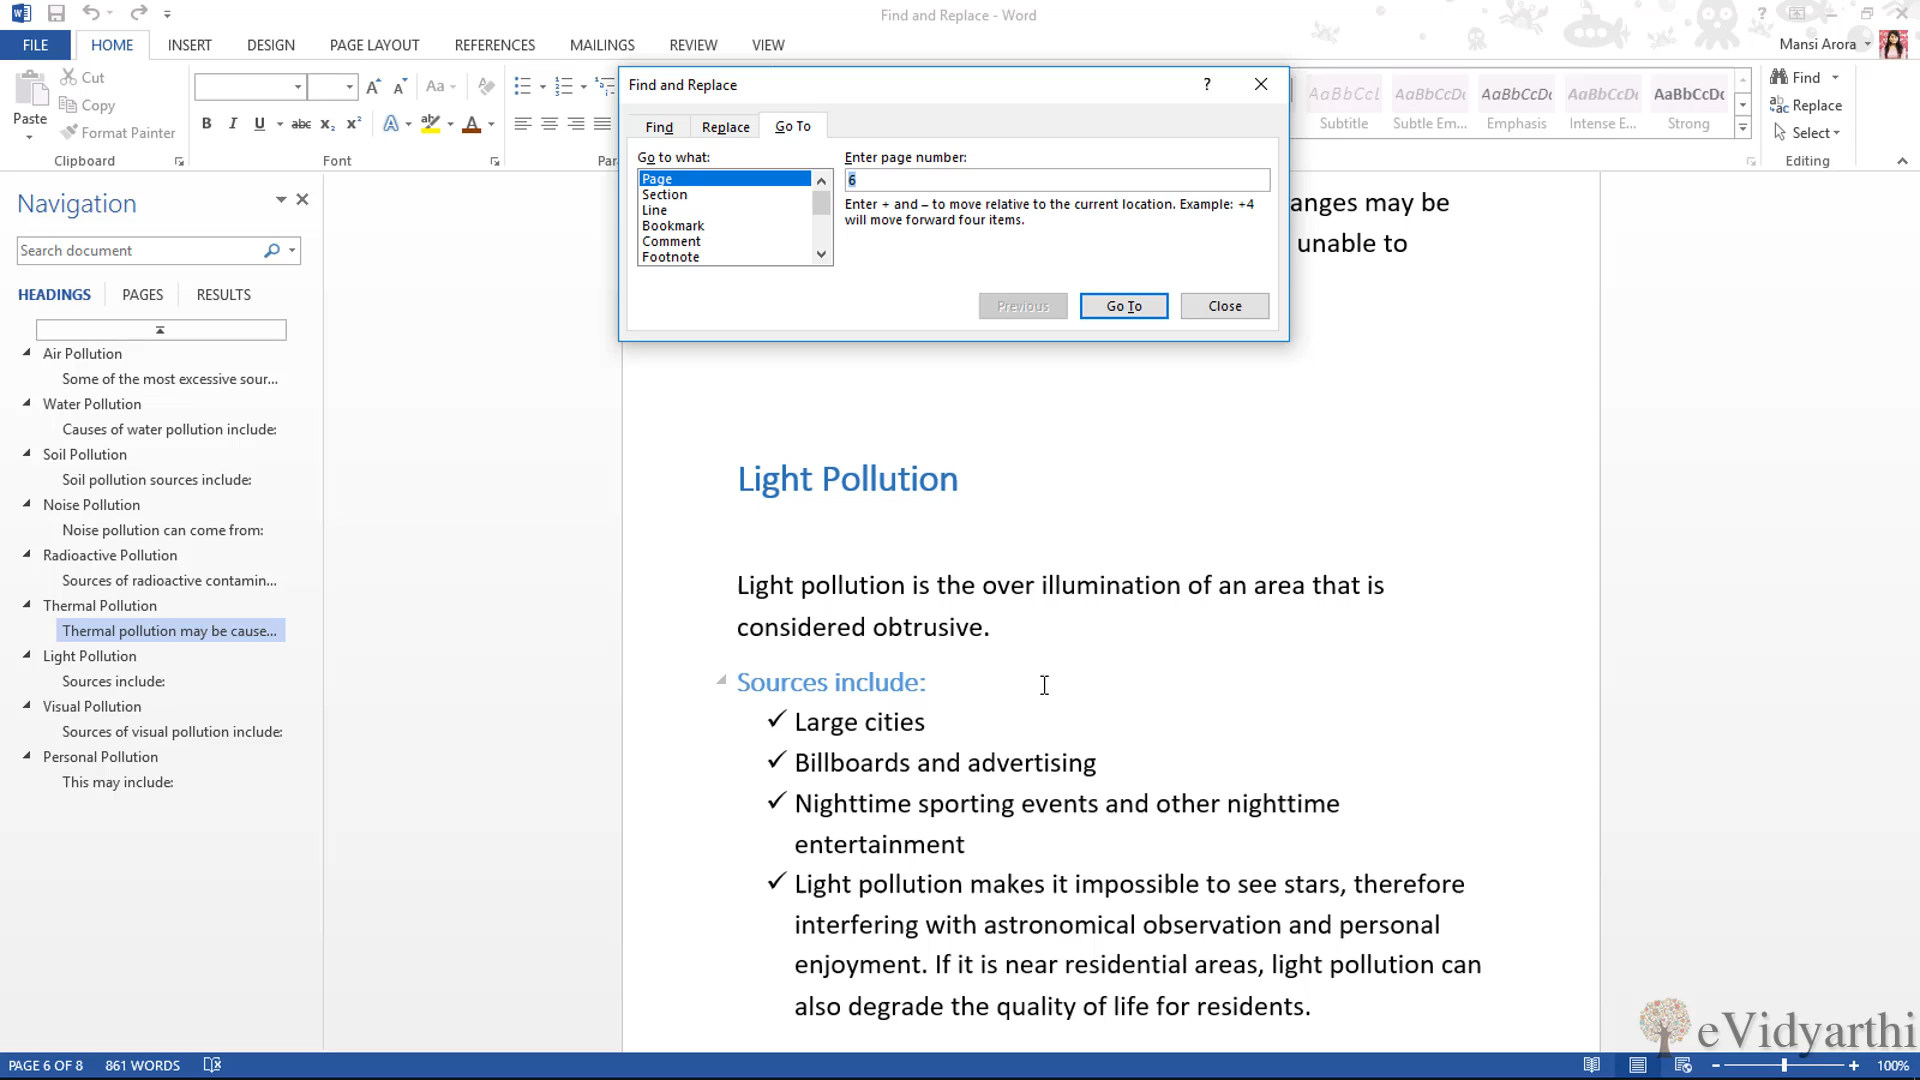 Find and Replace - Word
?
FILE
HOME
INSERT
DESIGN
PAGE LAYOUT
REFERENCES
MAILINGS
REVIEW
VIEW
Mansi Arora
Paste
Cut
Copy
Format Painter
Clipboard
B I U abc x₂ x²
Aa
A
Font
AaBbCcL
Subtitle
AaBbCcDc
Subtle Em...
AaBbCcDc
Emphasis
AaBbCcDc
Intense E...
AaBbCcDc
Strong
Find
Replace
Select
Editing
Navigation
Search document
HEADINGS
PAGES
RESULTS
Air Pollution
Some of the most excessive sour...
Water Pollution
Causes of water pollution include:
Soil Pollution
Soil pollution sources include:
Noise Pollution
Noise pollution can come from:
Radioactive Pollution
Sources of radioactive contamin...
Thermal Pollution
Thermal pollution may be cause...
Light Pollution
Sources include:
Visual Pollution
Sources of visual pollution include:
Personal Pollution
This may include:
Find and Replace
?
Find
Replace
Go To
Go to what:
Page
Section
Line
Bookmark
Comment
Footnote
Enter page number:
6
Enter + and – to move relative to the current location. Example: +4
will move forward four items.
Previous
Go To
Close
anges may be
unable to
Light Pollution
Light pollution is the over illumination of an area that is
considered obtrusive.
Sources include:
✓ Large cities
✓ Billboards and advertising
✓ Nighttime sporting events and other nighttime
entertainment
✓ Light pollution makes it impossible to see stars, therefore
interfering with astronomical observation and personal
enjoyment. If it is near residential areas, light pollution can
also degrade the quality of life for residents.
eVidyarthi
PAGE 6 OF 8
861 WORDS
100%